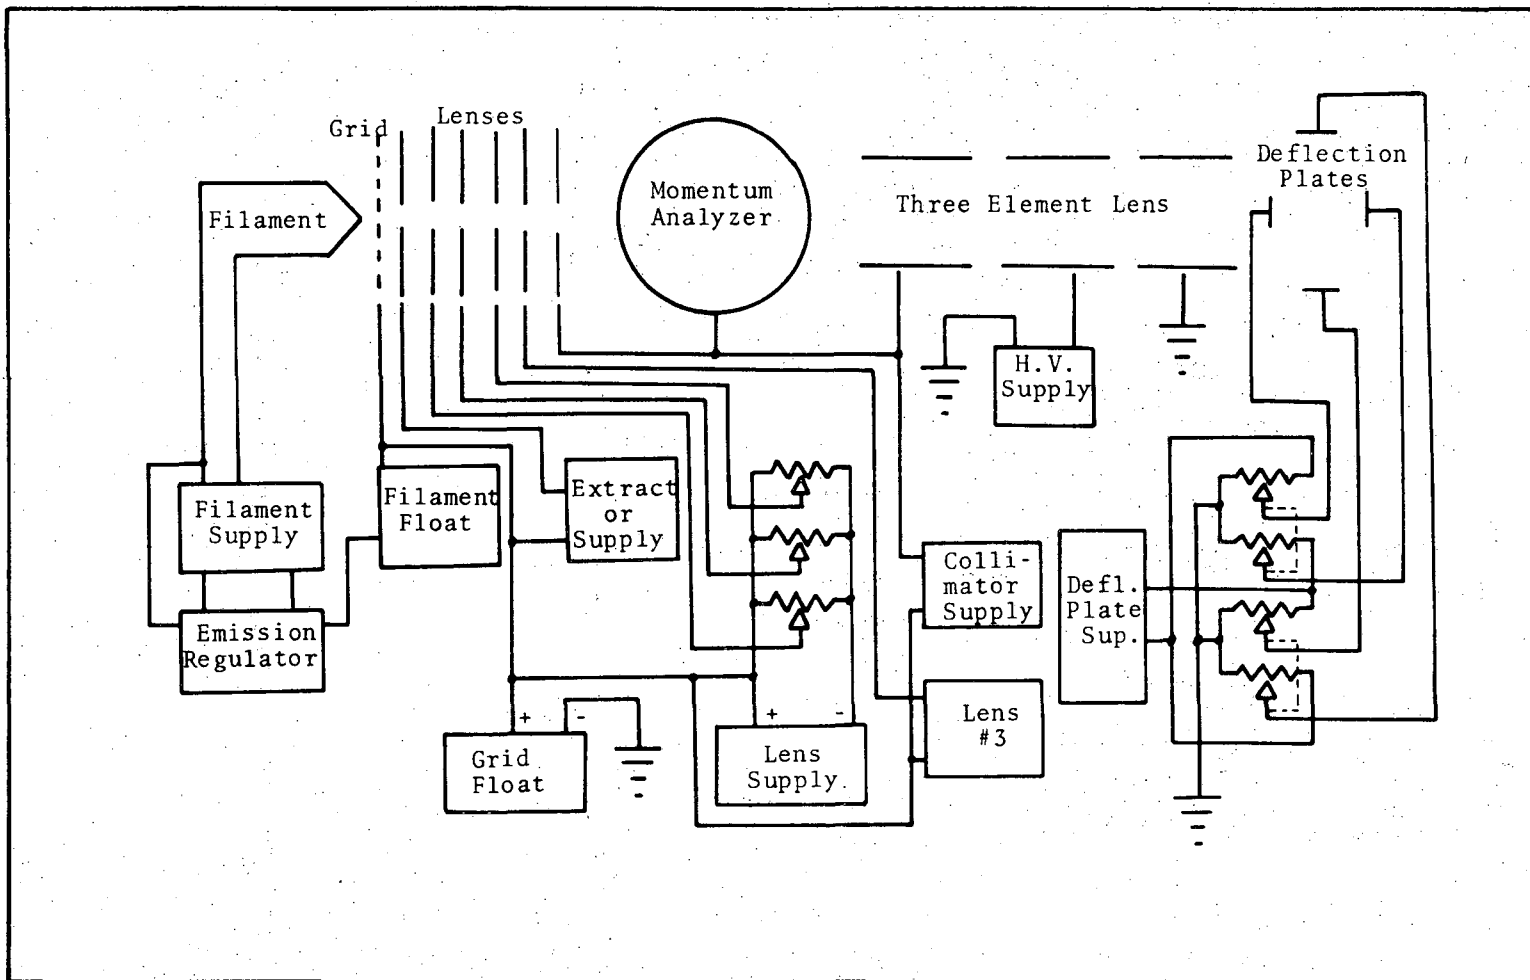 Grid
Lenses
Filament
Momentum
Analyzer
Three Element Lens
Deflection
Plates
H.V.
Supply
Filament
Supply
Filament
Float
Extract
or
Supply
Emission
Regulator
Colli-
mator
Supply
Defl.
Plate
Sup.
+ -
Grid
Float
+ -
Lens
Supply
Lens
#3